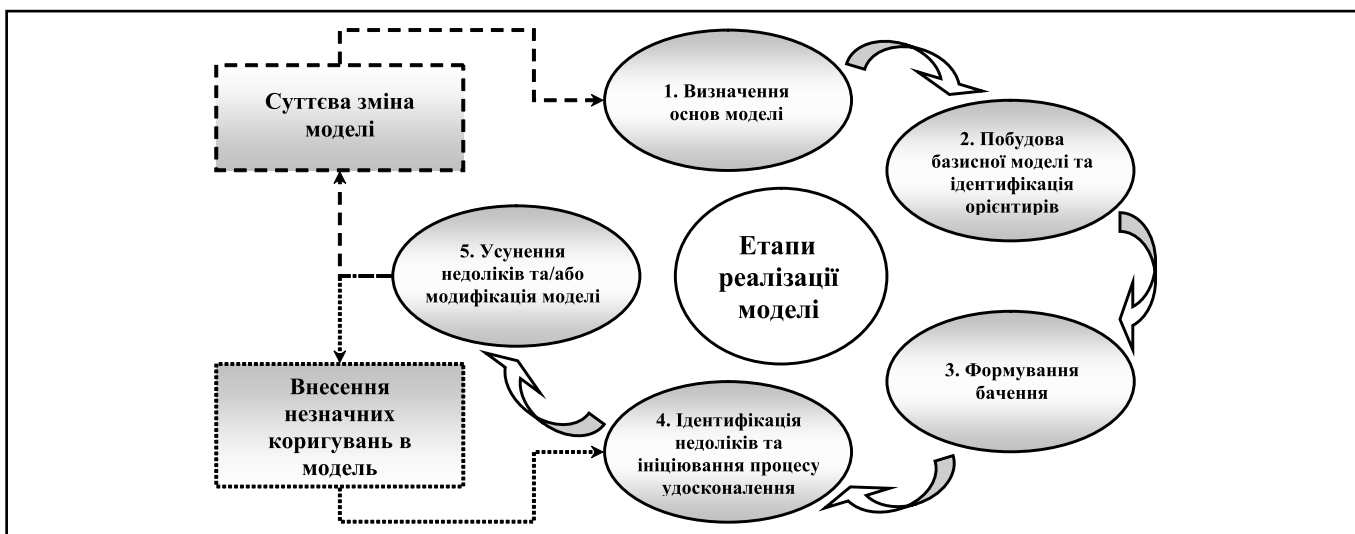 Суттєва зміна
моделі
1. Визначення
основ моделі
2. Побудова
базисної моделі та
ідентифікація
орієнтирів
Етапи
реалізації
моделі
5. Усунення
недоліків та/або
модифікація моделі
3. Формування
бачення
Внесення
незначних
коригувань в
модель
4. Ідентифікація
недоліків та
ініціювання процесу
удосконалення